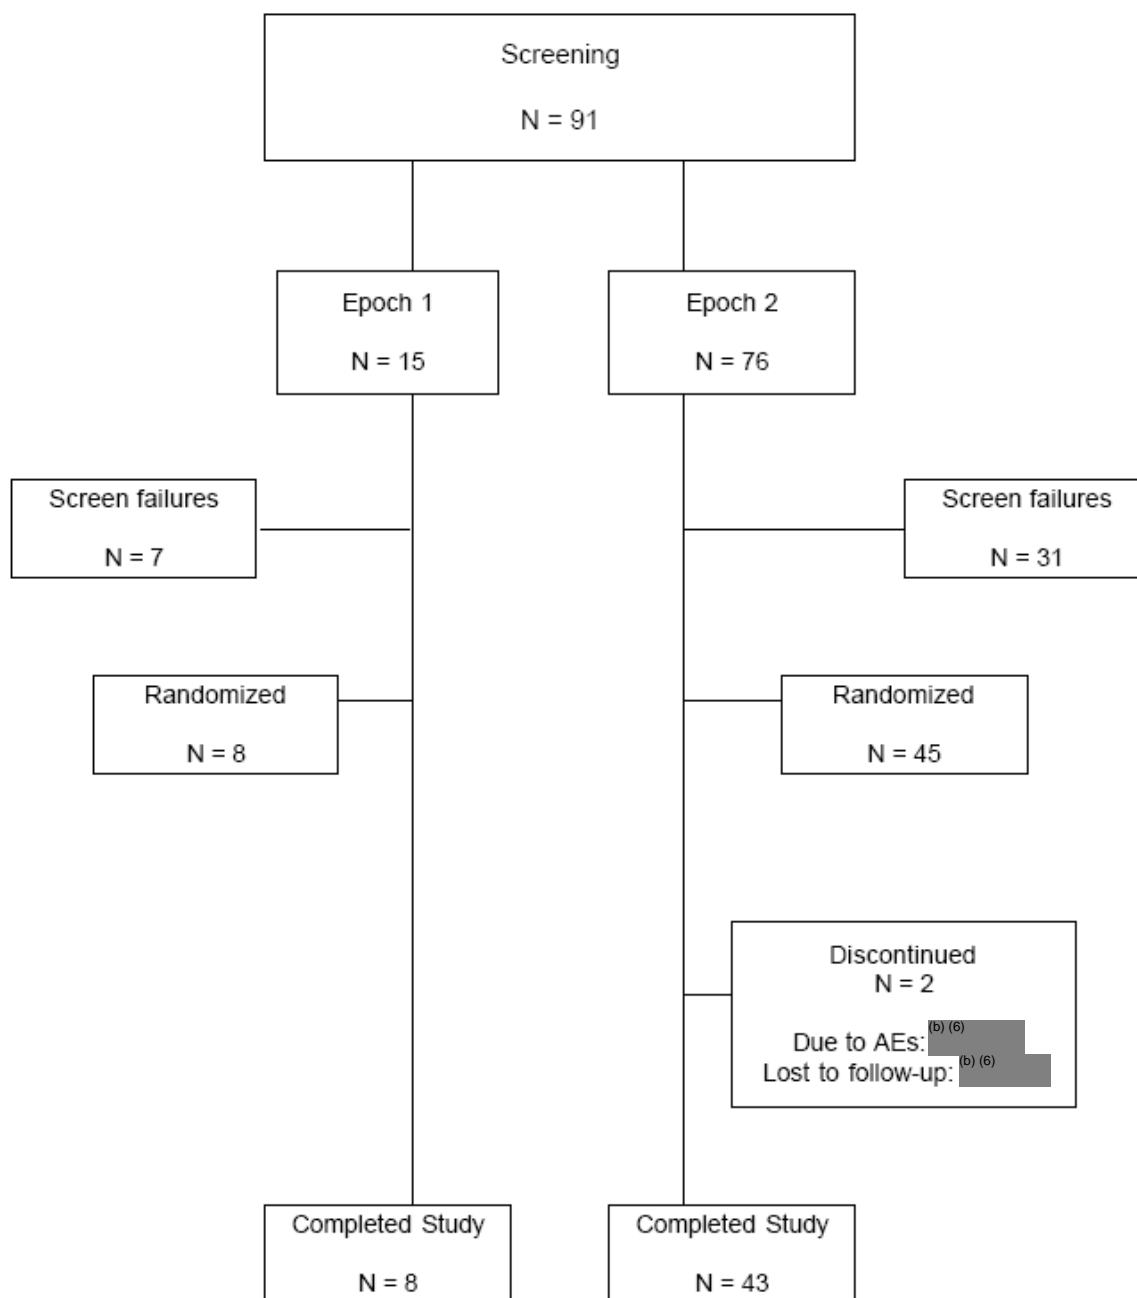 Screening
N = 91
Epoch 1
N = 15
Epoch 2
N = 76
Screen failures
N = 7
Screen failures
N = 31
Randomized
N = 8
Randomized
N = 45
Discontinued
N = 2
Due to AEs: (b) (6)
Lost to follow-up: (b) (6)
Completed Study
N = 8
Completed Study
N = 43